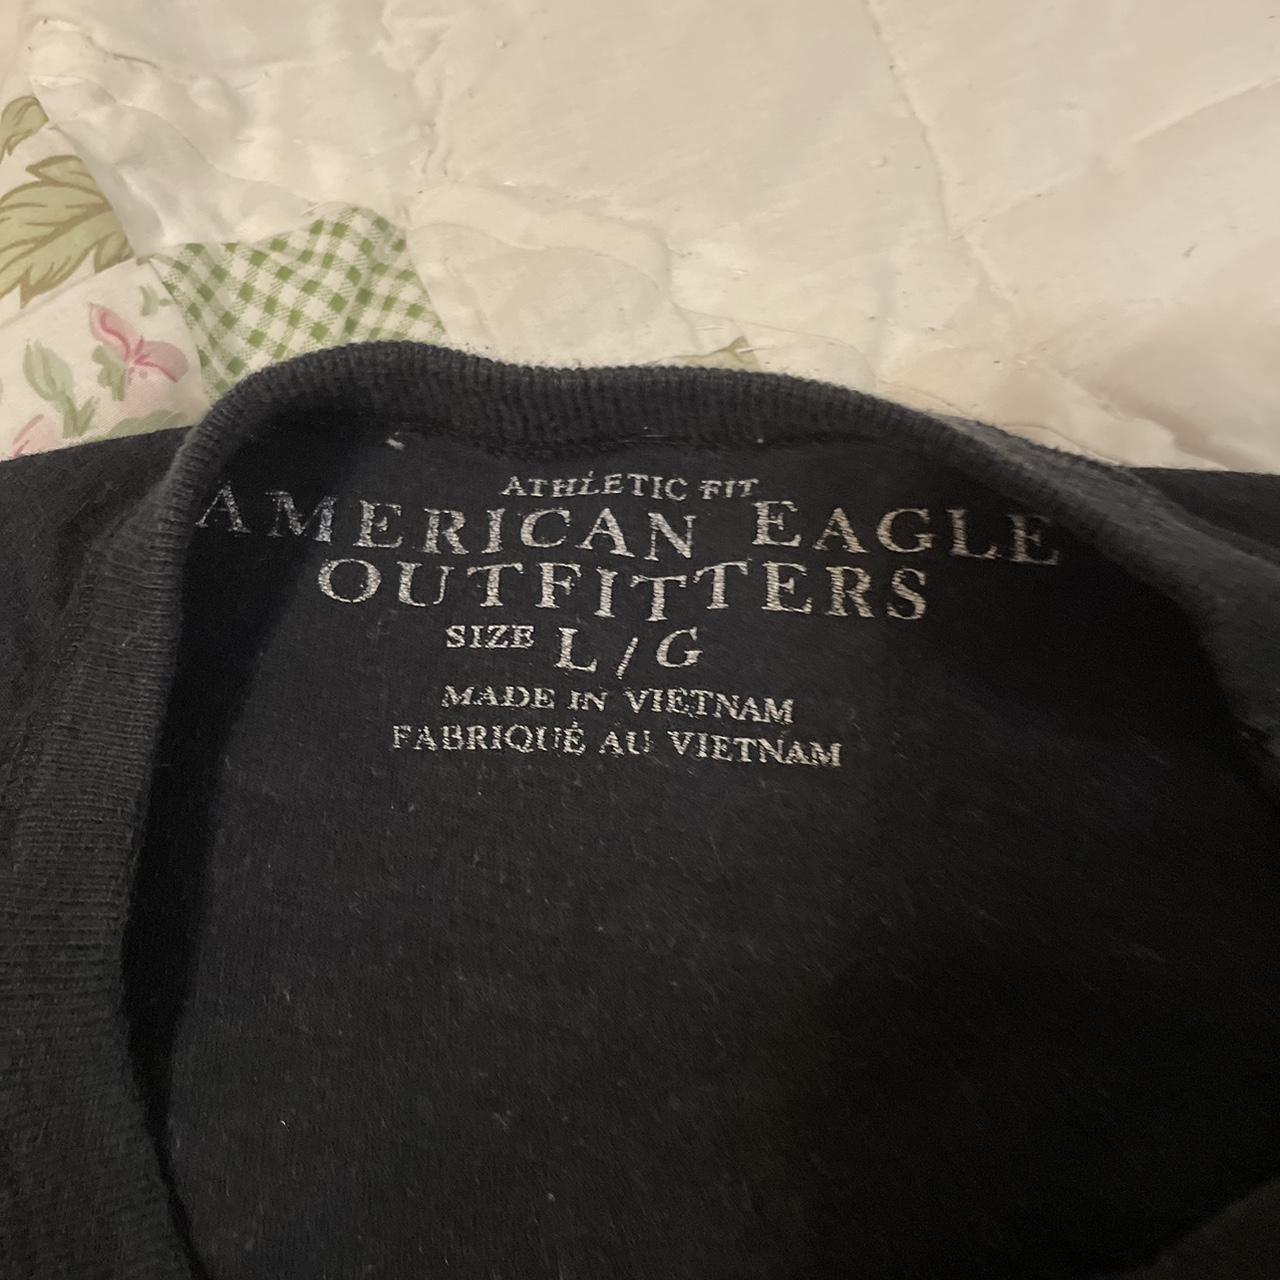 ATHLETIC FIT
AMERICAN EAGLE
OUTFITTERS
SIZE L/G
MADE IN VIETNAM
FABRIQUÉ AU VIETNAM